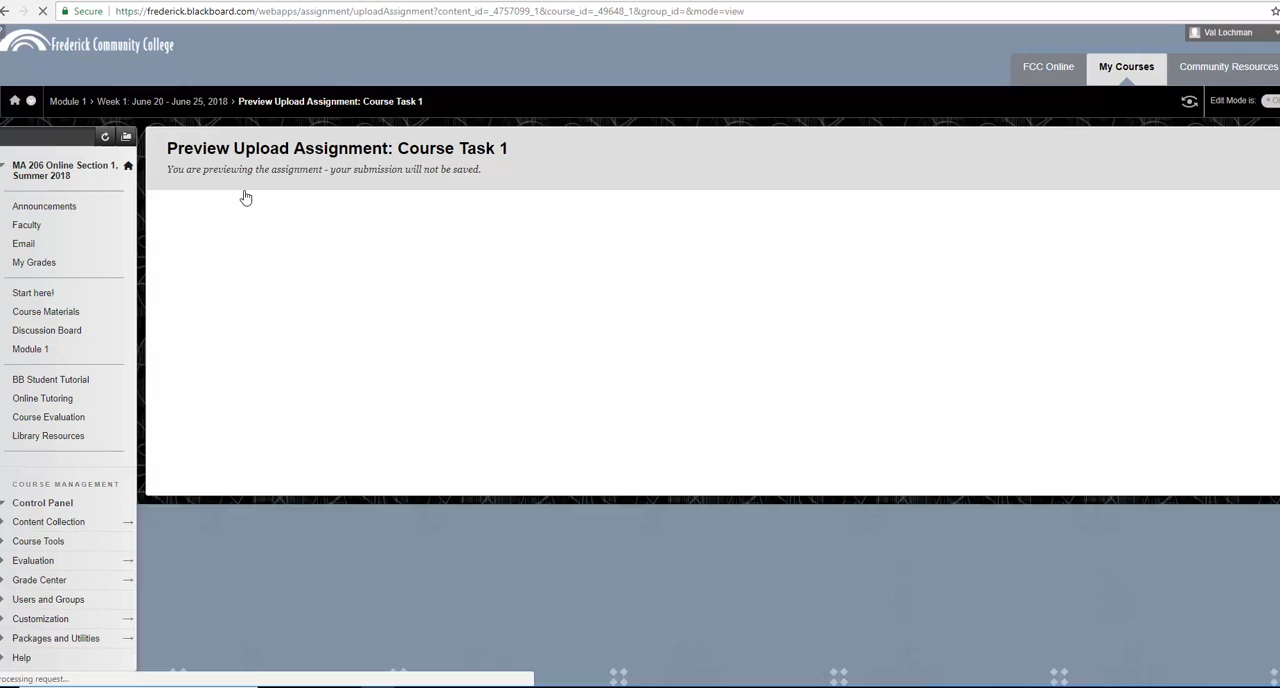 Secure https://frederick.blackboard.com/webapps/assignment/uploadAssignment?content_id=_4757099_1&course_id=_49648_1&group_id=&mode=view
Val Lochman
Frederick Community College
FCC Online My Courses Community Resources
Module 1 Week 1: June 20 - June 25, 2018 Preview Upload Assignment: Course Task 1 Edit Mode is:
Preview Upload Assignment: Course Task 1
You are previewing the assignment - your submission will not be saved.
MA 206 Online Section 1,
Summer 2018
Announcements
Faculty
Email
My Grades
Start here!
Course Materials
Discussion Board
Module 1
BB Student Tutorial
Online Tutoring
Course Evaluation
Library Resources
COURSE MANAGEMENT
Control Panel
Content Collection
Course Tools
Evaluation
Grade Center
Users and Groups
Customization
Packages and Utilities
Help
rocessing request...